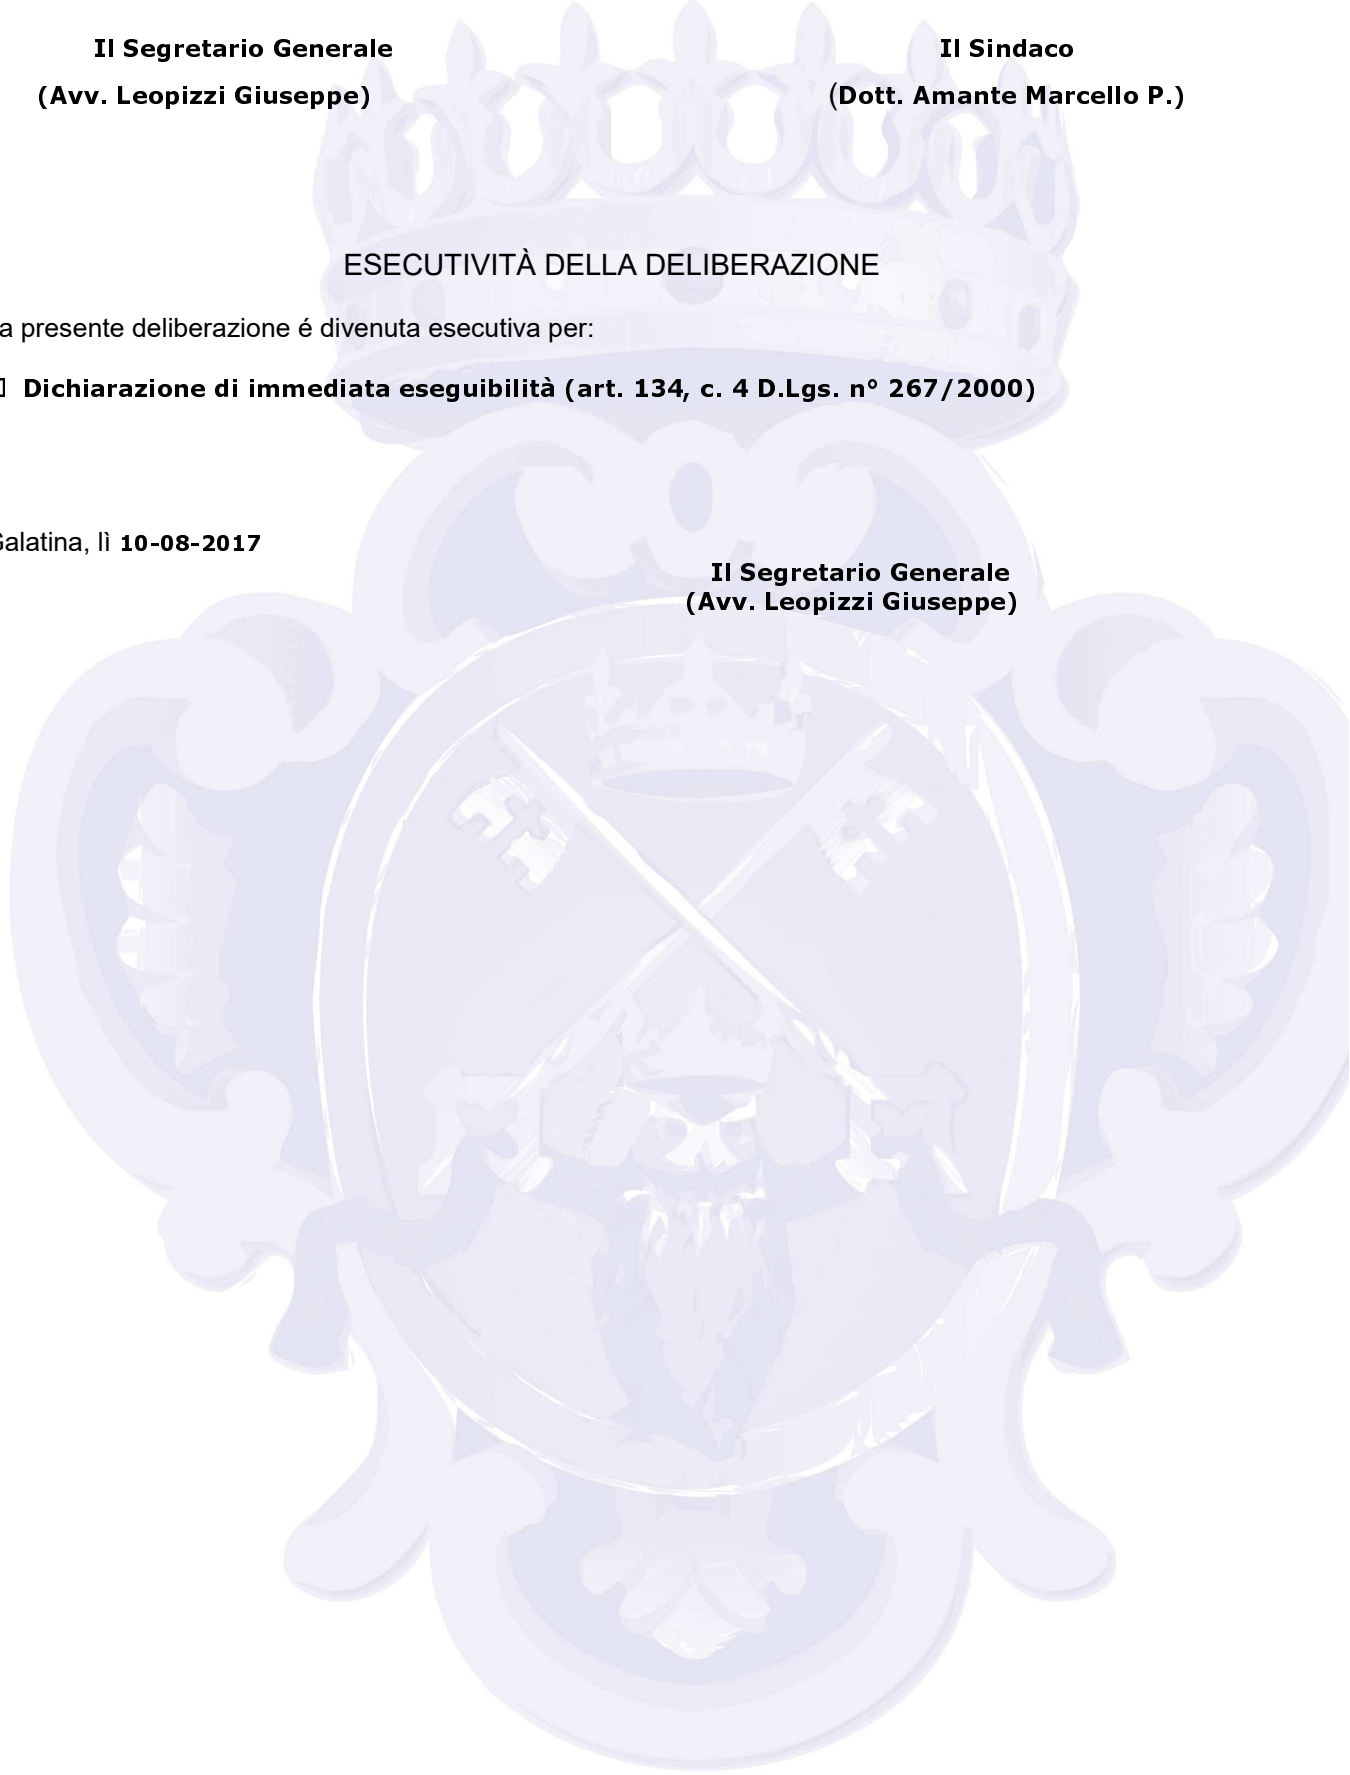 Il Segretario Generale Il Sindaco
(Avv. Leopizzi Giuseppe) (Dott. Amante Marcello P.)
ESECUTIVITÀ DELLA DELIBERAZIONE
a presente deliberazione é divenuta esecutiva per:
Dichiarazione di immediata eseguibilità (art. 134, c. 4 D.Lgs. n° 267/2000)
Galatina, lì 10-08-2017
Il Segretario Generale
(Avv. Leopizzi Giuseppe)